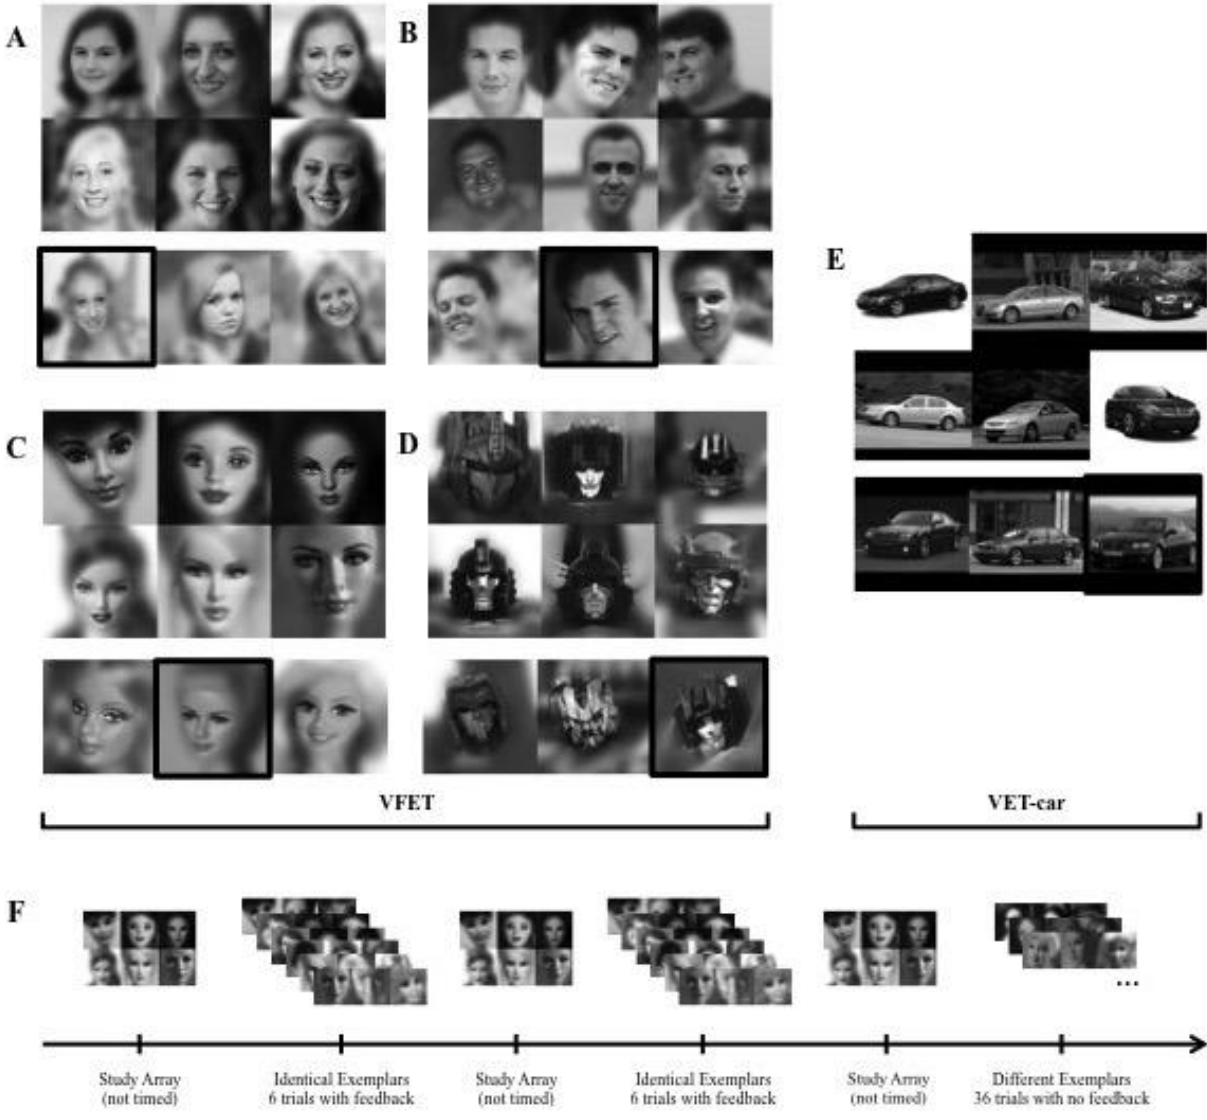 A
B
E
C
D
VFET
VET-car
F
...
Study Array
(not timed)
Identical Exemplars
6 trials with feedback
Study Array
(not timed)
Identical Exemplars
6 trials with feedback
Study Array
(not timed)
Different Exemplars
36 trials with no feedback